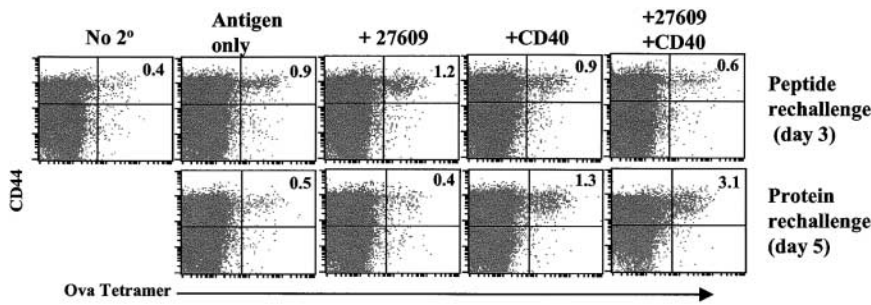 No 2º
Antigen
only
+ 27609
+CD40
+27609
+CD40
0.4
0.9
1.2
0.9
0.6
Peptide
rechallenge
(day 3)
CD44
0.5
0.4
1.3
3.1
Protein
rechallenge
(day 5)
Ova Tetramer